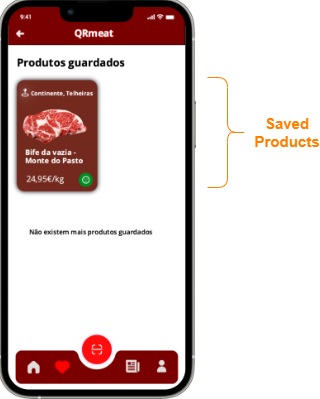 9:41
QRmeat
Produtos guardados
Continente, Telheiras
Bife da vazia -
Monte do Pasto
24,95€/kg
Não existem mais produtos guardados
Saved
Products